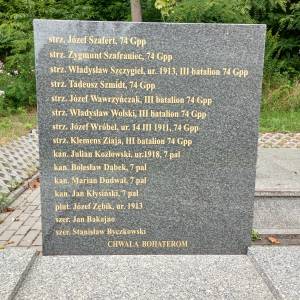 strz. Józef Szafert, 74 Gpp
strz. Zygmunt Szafraniec, 74 Gpp
strz. Władysław Szczygieł, ur. 1913, III batalion 74 Gpp
strz. Tadeusz Szmidt, 74 Gpp
strz. Józef Wawrzyńczak, III batalion 74 Gpp
strz. Władysław Wolski, III batalion 74 Gpp
strz. Józef Wróbel, ur. 14 III 1911, 74 Gpp
strz. Klemens Ziaja, III batalion 74 Gpp
kan. Julian Kozłowski, ur.1918, 7 pal
kan. Bolesław Dąbek, 7 pal
kan. Marian Dudwał, 7 pal
kan. Jan Kłysiński, 7 pal
plut. Józef Zębik, ur. 1913
szer. Jan Bakajno
szer. Stanisław Byczkowski
CHWAŁA BOHATEROM